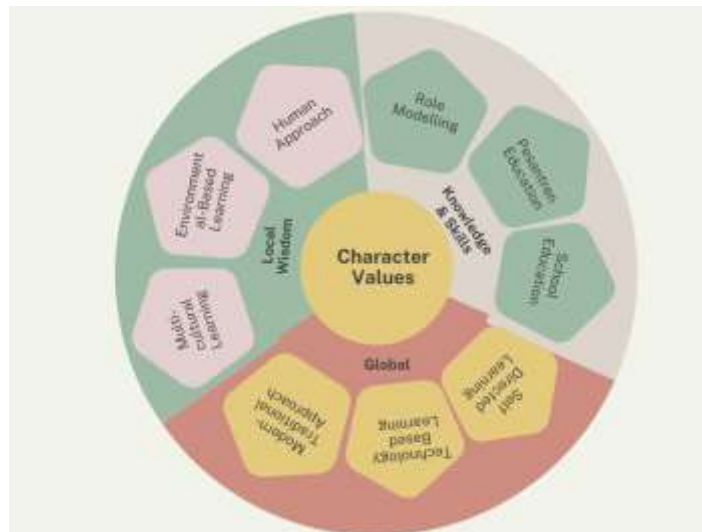 Human
Approach
Environment
al-Based
Learning
Multi-
cultural
Learning
Local
Wisdom
Role
Modelling
Pesantren
Education
School
Education
Knowledge
& Skills
Character
Values
Global
Self
Directed
Learning
Technology
Based
Learning
Modern-
Traditional
Approach